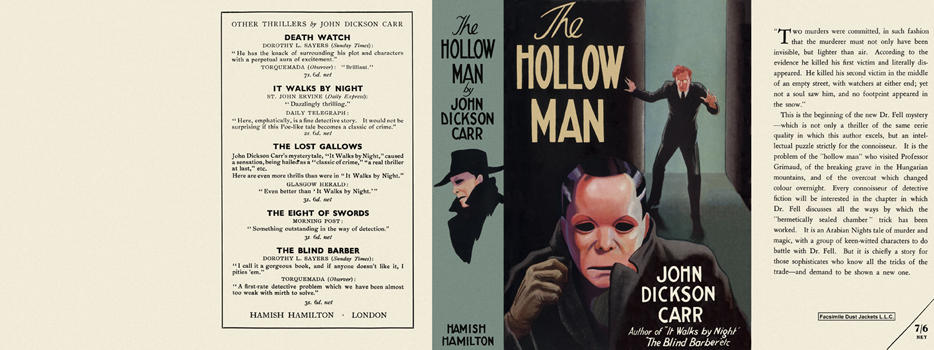 OTHER THRILLERS by JOHN DICKSON CARR
DEATH WATCH
DOROTHY L. SAYERS (Sunday Times):
“He has the knack of surrounding his plot and characters
with a perpetual aura of excitement.”
TORQUEMADA (Observer): “Brilliant.”
7s. 6d. net
IT WALKS BY NIGHT
ST. JOHN ERVINE (Daily Express):
“Dazzlingly thrilling.”
DAILY TELEGRAPH:
“Here, emphatically, is a fine detective story. It would not be
surprising if this Poe-like tale becomes a classic of crime.”
2s. 6d. net
THE LOST GALLOWS
John Dickson Carr's mystery tale, “It Walks by Night,” caused
a sensation, being hailed as a “classic of crime,” “a real thriller
at last,” etc.
Here are even more thrills than were in “It Walks by Night.”
GLASGOW HERALD:
“Even better than ‘It Walks by Night.’”
3s. 6d. net
THE EIGHT OF SWORDS
MORNING POST:
“Something outstanding in the way of detection.”
3s. 6d. net
THE BLIND BARBER
DOROTHY L. SAYERS (Sunday Times):
“I call it a gorgeous book, and if anyone doesn't like it, I
pities 'em.”
TORQUEMADA (Observer):
“A first-rate detective problem which we have been almost
too weak with mirth to solve.”
3s. 6d. net
HAMISH HAMILTON · LONDON
The
HOLLOW
MAN
by
JOHN
DICKSON
CARR
HAMISH
HAMILTON
The
HOLLOW
MAN
JOHN
DICKSON
CARR
Author of "It Walks by Night"
"The Blind Barber" etc
“Two murders were committed, in such fashion
that the murderer must not only have been
invisible, but lighter than air. According to the
evidence he killed his first victim and literally dis-
appeared. He killed his second victim in the middle
of an empty street, with watchers at either end; yet
not a soul saw him, and no footprint appeared in
the snow.”
This is the beginning of the new Dr. Fell mystery
—which is not only a thriller of the same eerie
quality in which this author excels, but an intel-
lectual puzzle strictly for the connoisseur. It is the
problem of the “hollow man” who visited Professor
Grimaud, of the breaking grave in the Hungarian
mountains, and of the overcoat which changed
colour overnight. Every connoisseur of detective
fiction will be interested in the chapter in which
Dr. Fell discusses all the ways by which the
“hermetically sealed chamber” trick has been
worked. It is an Arabian Nights tale of murder and
magic, with a group of keen-witted characters to do
battle with Dr. Fell. But it is chiefly a story for
those sophisticates who know all the tricks of the
trade—and demand to be shown a new one.
Facsimile Dust Jackets L.L.C.
7/6
NET